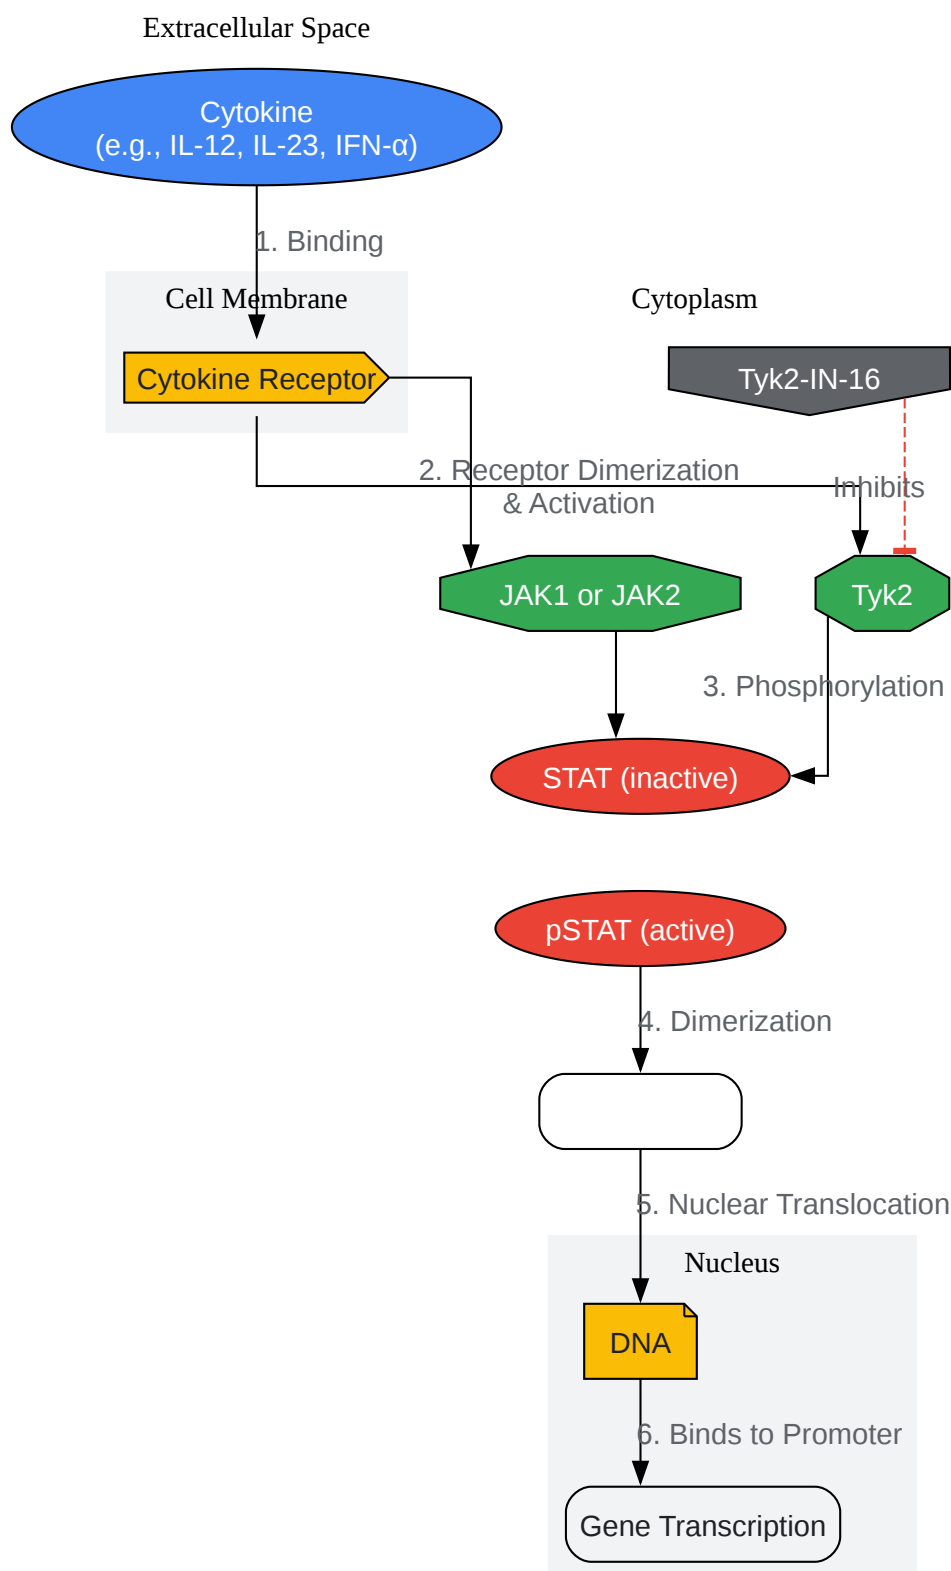 Extracellular Space
Cytokine
(e.g., IL-12, IL-23, IFN-α)
1. Binding
Cell Membrane
Cytoplasm
Cytokine Receptor
Tyk2-IN-16
2. Receptor Dimerization
& Activation
Inhibits
JAK1 or JAK2
Tyk2
3. Phosphorylation
STAT (inactive)
pSTAT (active)
4. Dimerization
5. Nuclear Translocation
Nucleus
DNA
6. Binds to Promoter
Gene Transcription